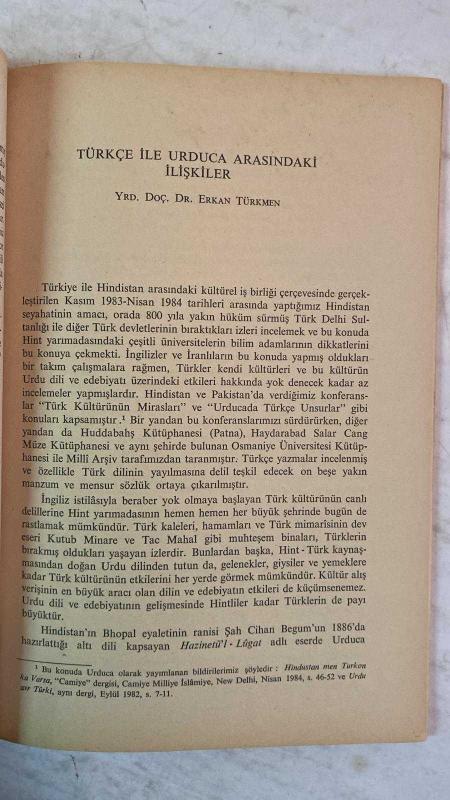 TÜRKÇE İLE URDUCA ARASINDAKİ
İLİŞKİLER
YRD. DOÇ. DR. ERKAN TÜRKMEN
Türkiye ile Hindistan arasındaki kültürel iş birliği çerçevesinde gerçek-
leştirilen Kasım 1983-Nisan 1984 tarihleri arasında yaptığımız Hindistan
seyahatinin amacı, orada 800 yıla yakın hüküm sürmüş Türk Delhi Sul-
tanlığı ile diğer Türk devletlerinin bıraktıkları izleri incelemek ve bu konuda
Hint yarımadasındaki çeşitli üniversitelerin bilim adamlarının dikkatlerini
bu konuya çekmekti. İngilizler ve İranlıların bu konuda yapmış oldukları
bir takım çalışmalara rağmen, Türkler kendi kültürleri ve bu kültürün
Urdu dili ve edebiyatı üzerindeki etkileri hakkında yok denecek kadar az
incelemeler yapmışlardır. Hindistan ve Pakistan'da verdiğimiz konferans-
lar "Türk Kültürünün Mirasları" ve "Urducada Türkçe Unsurlar" gibi
konuları kapsamıştır.¹ Bir yandan bu konferanslarımızı sürdürürken, diğer
yandan da Huddabahş Kütüphanesi (Patna), Haydarabad Salar Cang
Müze Kütüphanesi ve aynı şehirde bulunan Osmaniye Üniversitesi Kütüp-
hanesi ile Millî Arşiv tarafımızdan taranmıştır. Türkçe yazmalar incelenmiş
ve özellikle Türk dilinin yayılmasına delil teşkil edecek on beşe yakın
manzum ve mensur sözlük ortaya çıkarılmıştır.
İngiliz istilâsıyla beraber yok olmaya başlayan Türk kültürünün canlı
delillerine Hint yarımadasının hemen hemen her büyük şehrinde bugün de
rastlamak mümkündür. Türk kaleleri, hamamları ve Türk mimarîsinin dev
eseri Kutub Minare ve Tac Mahal gibi muhteşem binaları, Türklerin
bırakmış oldukları yaşayan izlerdir. Bunlardan başka, Hint - Türk kaynaş-
masından doğan Urdu dilinden tutun da, gelenekler, giysiler ve yemeklere
kadar Türk kültürünün etkilerini her yerde görmek mümkündür. Kültür alış
verişinin en büyük aracı olan dilin ve edebiyatın etkileri de küçümsenemez.
Urdu dili ve edebiyatının gelişmesinde Hintliler kadar Türklerin de payı
büyüktür.
Hindistan'ın Bhopal eyaletinin ranisi Şah Cihan Begum'un 1886'da
hazırlattığı altı dili kapsayan Hazinetü'l - Lûgat adlı eserde Urduca
¹ Bu konuda Urduca olarak yayımlanan bildirilerimiz şöyledir : Hindustan men Turkon
ka Varsa, "Camiye" dergisi, Camiye Milliye İslâmiye, New Delhi, Nisan 1984, s. 46-52 ve Urdu
aur Türki, aynı dergi, Eylül 1982, s. 7-11.